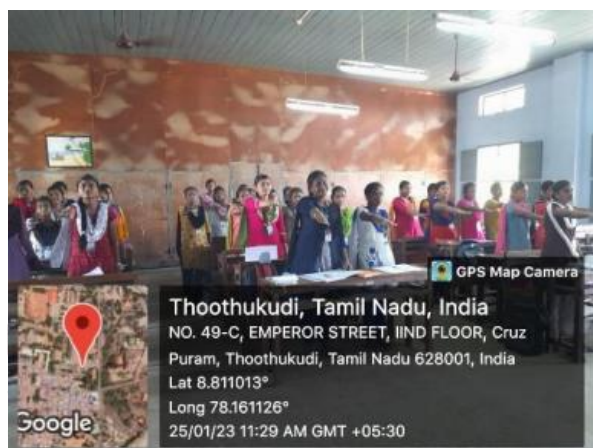 GPS Map Camera
Thoothukudi, Tamil Nadu, India
NO. 49-C, EMPEROR STREET, IIND FLOOR, Cruz
Puram, Thoothukudi, Tamil Nadu 628001, India
Lat 8.811013°
Long 78.161126°
25/01/23 11:29 AM GMT +05:30
Google